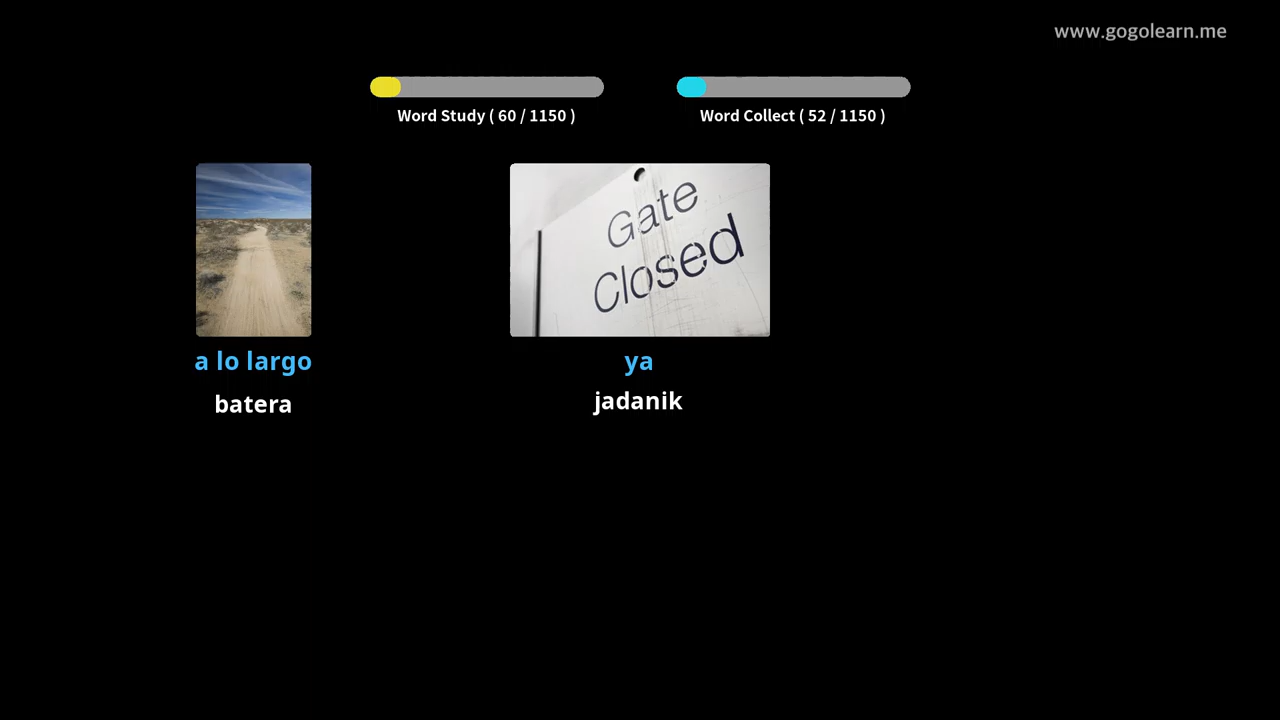 www.gogolearn.me
Word Study ( 60 / 1150 )
Word Collect ( 52 / 1150 )
Gate
Closed
a lo largo
ya
batera
jadanik